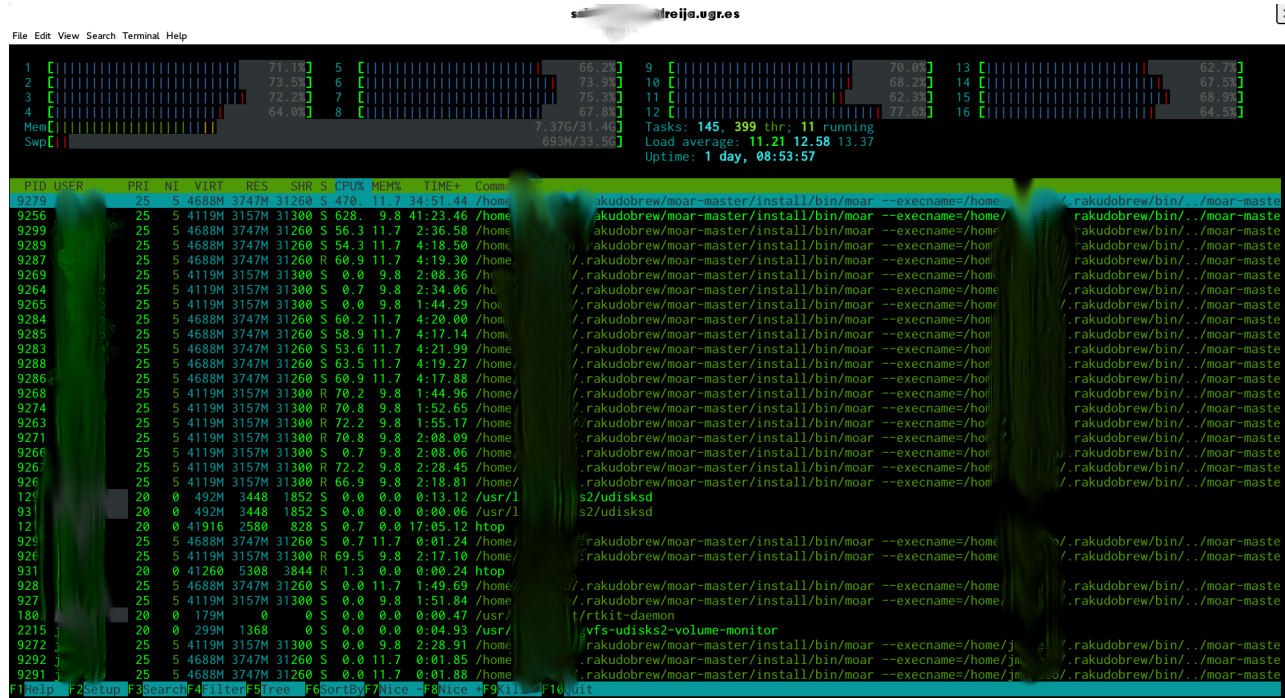 freija.ugr.es
File Edit View Search Terminal Help
1 [ 71.1%] 5 [ 66.2%] 9 [ 70.0%] 13 [ 62.7%]
2 [ 73.5%] 6 [ 73.9%] 10 [ 68.2%] 14 [ 67.5%]
3 [ 72.2%] 7 [ 75.3%] 11 [ 62.3%] 15 [ 68.9%]
4 [ 64.0%] 8 [ 67.8%] 12 [ 77.6%] 16 [ 64.5%]
Mem[ 7.37G/31.4G] Tasks: 145, 399 thr; 11 running
Swp[ 693M/33.5G] Load average: 11.21 12.58 13.37
Uptime: 1 day, 08:53:57
PID USER PRI NI VIRT RES SHR S CPU% MEM% TIME+
9279 25 5 4688M 3747M 31260 S 470. 11.7 34:51.44 /home akudobrew/moar-master/install/bin/moar --execname=/home/ /.rakudobrew/bin/../moar-maste
9256 25 5 4119M 3157M 31300 S 628. 9.8 41:23.46 /home akudobrew/moar-master/install/bin/moar --execname=/home/ /.rakudobrew/bin/../moar-maste
9299 25 5 4688M 3747M 31260 S 56.3 11.7 2:36.58 /home .rakudobrew/moar-master/install/bin/moar --execname=/home .rakudobrew/bin/../moar-maste
9289 25 5 4688M 3747M 31260 S 54.3 11.7 4:18.50 /home /.rakudobrew/moar-master/install/bin/moar --execname=/home .rakudobrew/bin/../moar-maste
9287 25 5 4688M 3747M 31260 R 60.9 11.7 4:19.30 /home /.rakudobrew/moar-master/install/bin/moar --execname=/home .rakudobrew/bin/../moar-maste
9269 25 5 4119M 3157M 31300 S 0.0 9.8 2:08.36 /home /.rakudobrew/moar-master/install/bin/moar --execname=/home .rakudobrew/bin/../moar-maste
9264 25 5 4119M 3157M 31300 S 0.7 9.8 2:34.06 /hom /.rakudobrew/moar-master/install/bin/moar --execname=/home .rakudobrew/bin/../moar-maste
9265 25 5 4119M 3157M 31300 S 0.0 9.8 1:44.29 /hom /.rakudobrew/moar-master/install/bin/moar --execname=/home .rakudobrew/bin/../moar-maste
9284 25 5 4688M 3747M 31260 S 60.2 11.7 4:20.00 /hom /.rakudobrew/moar-master/install/bin/moar --execname=/hom .rakudobrew/bin/../moar-maste
9285 25 5 4688M 3747M 31260 S 58.9 11.7 4:17.14 /home /.rakudobrew/moar-master/install/bin/moar --execname=/hom .rakudobrew/bin/../moar-maste
9283 25 5 4688M 3747M 31260 S 53.6 11.7 4:21.99 /home /.rakudobrew/moar-master/install/bin/moar --execname=/hom .rakudobrew/bin/../moar-maste
9288 25 5 4688M 3747M 31260 S 63.5 11.7 4:19.27 /home /.rakudobrew/moar-master/install/bin/moar --execname=/hom .rakudobrew/bin/../moar-maste
9286 25 5 4688M 3747M 31260 S 60.9 11.7 4:17.88 /home/ .rakudobrew/moar-master/install/bin/moar --execname=/hom .rakudobrew/bin/../moar-maste
9268 25 5 4119M 3157M 31300 R 70.2 9.8 1:44.96 /home .rakudobrew/moar-master/install/bin/moar --execname=/hom .rakudobrew/bin/../moar-maste
9274 25 5 4119M 3157M 31300 R 70.8 9.8 1:52.65 /home .rakudobrew/moar-master/install/bin/moar --execname=/hom .rakudobrew/bin/../moar-maste
9263 25 5 4119M 3157M 31300 R 72.2 9.8 1:55.17 /home /.rakudobrew/moar-master/install/bin/moar --execname=/hom .rakudobrew/bin/../moar-maste
9271 25 5 4119M 3157M 31300 R 70.8 9.8 2:08.09 /home .rakudobrew/moar-master/install/bin/moar --execname=/hom .rakudobrew/bin/../moar-maste
9266 25 5 4119M 3157M 31300 S 0.7 9.8 2:08.06 /home .rakudobrew/moar-master/install/bin/moar --execname=/home /.rakudobrew/bin/../moar-maste
926 25 5 4119M 3157M 31300 R 72.2 9.8 2:28.45 /home/ .rakudobrew/moar-master/install/bin/moar --execname=/home /.rakudobrew/bin/../moar-maste
926 25 5 4119M 3157M 31300 R 66.9 9.8 2:18.81 /home/ .rakudobrew/moar-master/install/bin/moar --execname=/home/ /.rakudobrew/bin/../moar-maste
129 20 0 492M 3448 1852 S 0.0 0.0 0:13.12 /usr/l s2/udisksd
931 20 0 492M 3448 1852 S 0.0 0.0 0:00.06 /usr/ s2/udisksd
12 20 0 41916 2580 828 S 0.7 0.0 17:05.12 htop
929 25 5 4688M 3747M 31260 S 0.7 11.7 0:01.24 /home/ .rakudobrew/moar-master/install/bin/moar --execname=/home /.rakudobrew/bin/../moar-maste
926 25 5 4119M 3157M 31300 R 69.5 9.8 2:17.10 /home/ .rakudobrew/moar-master/install/bin/moar --execname=/home /.rakudobrew/bin/../moar-maste
931 20 0 41260 5308 3844 R 1.3 0.0 0:00.24 htop
928 25 5 4688M 3747M 31260 S 0.0 11.7 1:49.69 /home/ .rakudobrew/moar-master/install/bin/moar --execname=/home/ /.rakudobrew/bin/../moar-maste
927 25 5 4119M 3157M 31300 S 0.0 9.8 1:51.84 /home .rakudobrew/moar-master/install/bin/moar --execname=/home/ /.rakudobrew/bin/../moar-maste
180 20 0 179M 0 0 S 0.0 0.0 0:00.47 /usr/ /rtkit-daemon
2215 20 0 299M 1368 0 S 0.0 0.0 0:04.93 /usr/ vfs-udisks2-volume-monitor
9272 25 5 4119M 3157M 31300 S 0.0 9.8 2:28.91 /home .rakudobrew/moar-master/install/bin/moar --execname=/home/j /.rakudobrew/bin/../moar-maste
9292 25 5 4688M 3747M 31260 S 0.0 11.7 0:01.85 /home .rakudobrew/moar-master/install/bin/moar --execname=/home/jm o/.rakudobrew/bin/../moar-maste
9291 25 5 4688M 3747M 31260 S 0.0 11.7 0:01.88 /home .rakudobrew/moar-master/install/bin/moar --execname=/home/jm o/.rakudobrew/bin/../moar-maste
F1Help F2Setup F3SearchF4FilterF5Tree F6SortByF7Nice -F8Nice +F9Kill F10Quit